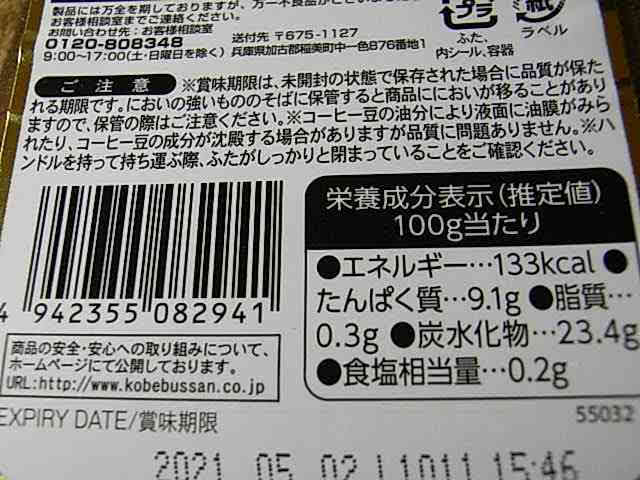 製品には万全を期しておりますが、万一不良品がございましたら
お客様相談室までご連絡ください。
お問い合わせ先:お客様相談室
0120-808348
9:00〜17:00(土・日曜日を除く)
送付先 〒675-1127
兵庫県加古郡稲美町中一色876番地1
プラ
ふた、
内シール、容器
紙
ラベル
ご注意
※賞味期限は、未開封の状態で保存された場合に品質が保た
れる期限です。においの強いもののそばに保管すると商品ににおいが移ることがあり
ますので、保管の際はご注意ください。※コーヒー豆の油分により液面に油膜がみら
れたり、コーヒー豆の成分が沈殿する場合がありますが品質に問題ありません。※ハ
ンドルを持って持ち運ぶ際、ふたがしっかりと閉まっていることをご確認ください。
4 942355 082941
栄養成分表示(推定値)
100g当たり
●エネルギー…133kcal ●
たんぱく質…9.1g ●脂質…
0.3g ●炭水化物…23.4g
●食塩相当量…0.2g
商品の安全・安心への取り組みについて、
ホームページにて公開しております。
URL:http://www.kobebussan.co.jp
EXPIRY DATE/賞味期限
55032
2021.05.02 L1011 15:46